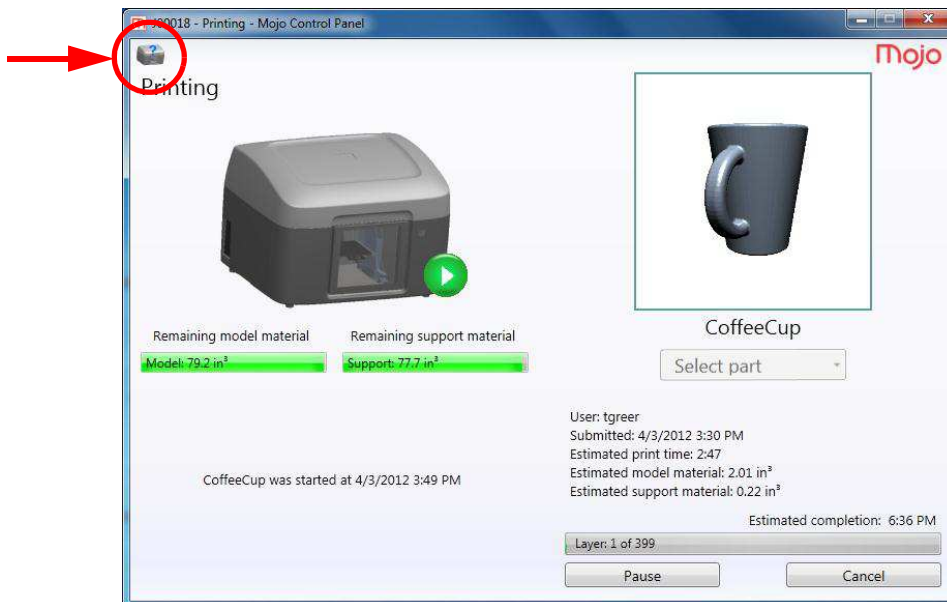 J00018 - Printing - Mojo Control Panel
Mojo
Printing
Remaining model material
Remaining support material
Model: 79.2 in³
Support: 77.7 in³
CoffeeCup was started at 4/3/2012 3:49 PM
CoffeeCup
Select part
User: tgreer
Submitted: 4/3/2012 3:30 PM
Estimated print time: 2:47
Estimated model material: 2.01 in³
Estimated support material: 0.22 in³
Estimated completion: 6:36 PM
Layer: 1 of 399
Pause
Cancel